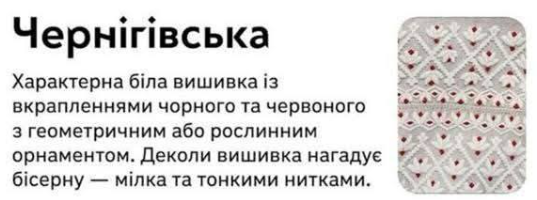 Чернігівська
Характерна біла вишивка із
вкрапленнями чорного та червоного
з геометричним або рослинним
орнаментом. Деколи вишивка нагадує
бісерну — мілка та тонкими нитками.